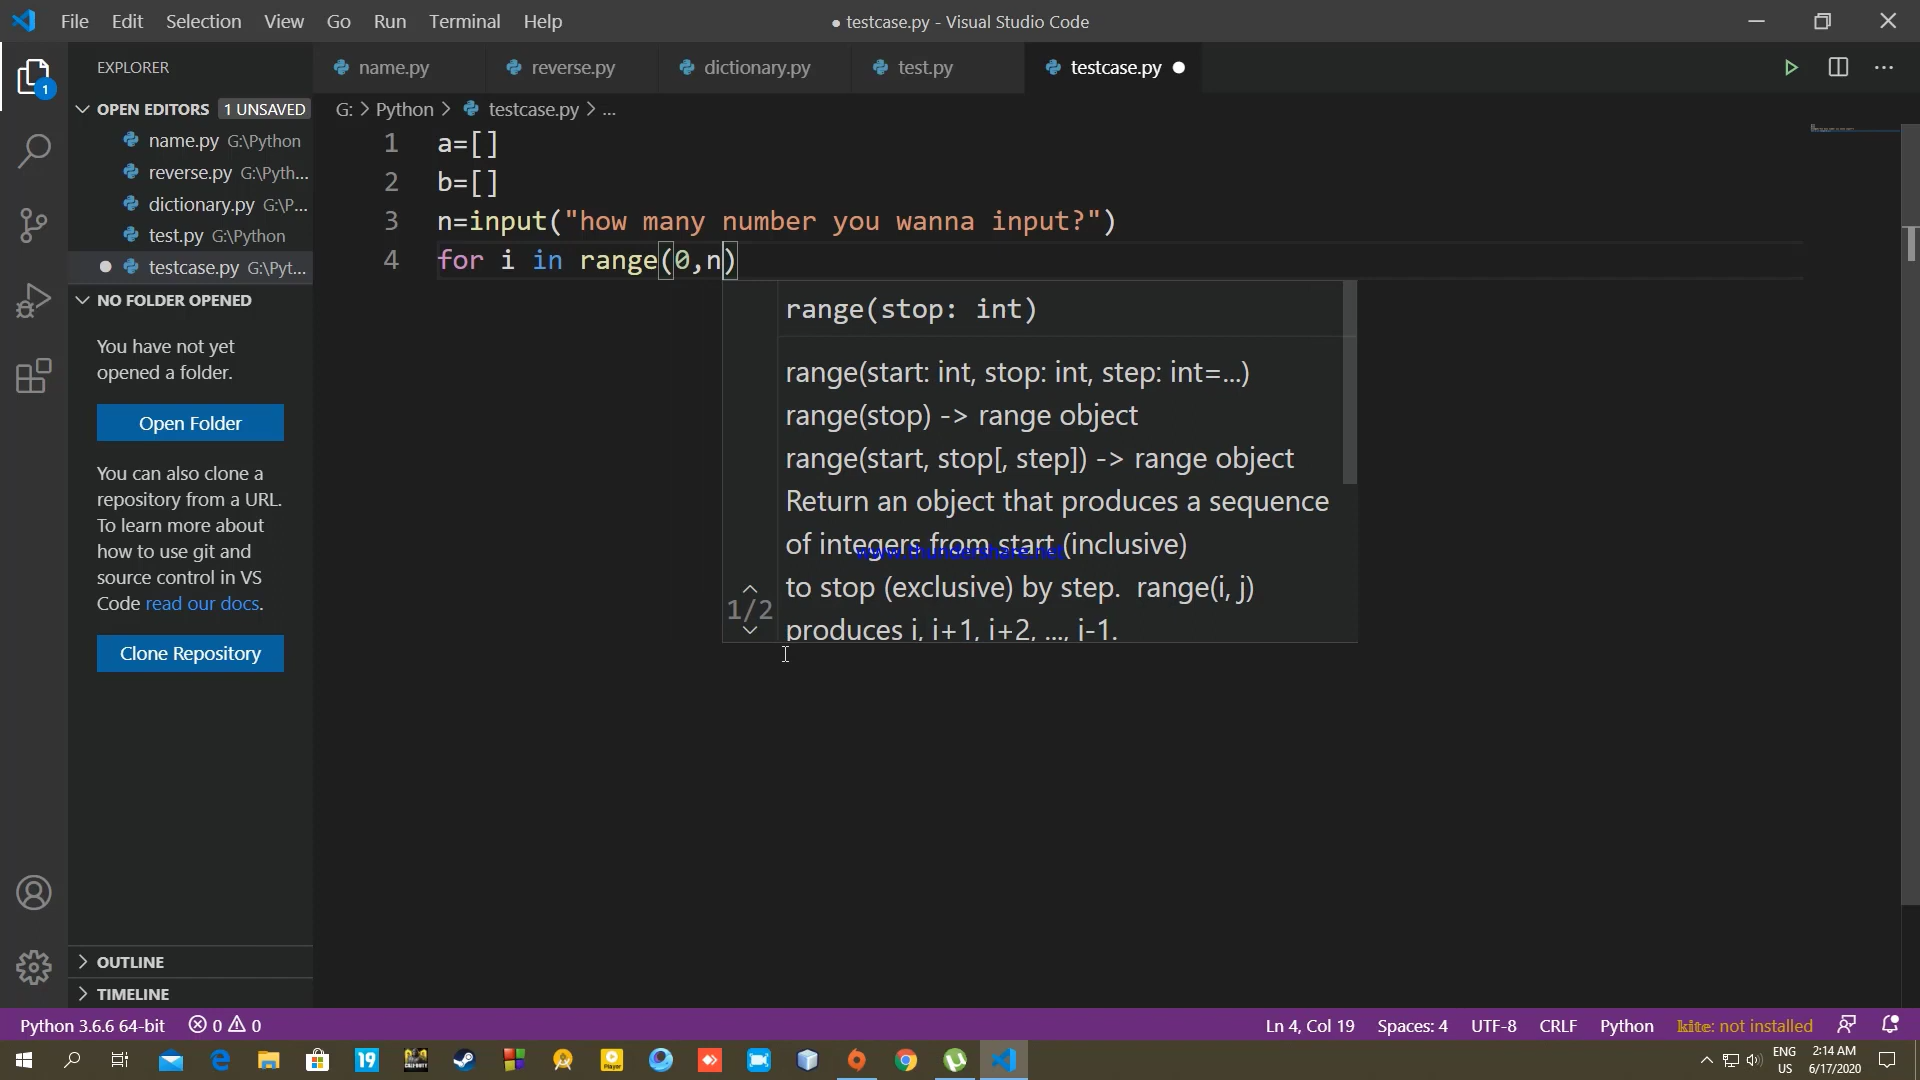 File Edit Selection View Go Run Terminal Help
● testcase.py - Visual Studio Code
EXPLORER
1
OPEN EDITORS 1 UNSAVED
name.py G:\Python
reverse.py G:\Pyth...
dictionary.py G:\P...
test.py G:\Python
testcase.py G:\Pyt...
NO FOLDER OPENED
You have not yet
opened a folder.
Open Folder
You can also clone a
repository from a URL.
To learn more about
how to use git and
source control in VS
Code read our docs.
Clone Repository
OUTLINE
TIMELINE
name.py reverse.py dictionary.py test.py testcase.py
G: > Python > testcase.py > ...
1 a=[]
2 b=[]
3 n=input("how many number you wanna input?")
4 for i in range(0,n)
range(stop: int)
range(start: int, stop: int, step: int=...)
range(stop) -> range object
range(start, stop[, step]) -> range object
Return an object that produces a sequence
of integers from start (inclusive)
www.thundershare.net
to stop (exclusive) by step. range(i, j)
produces i, i+1, i+2, ..., j-1.
1/2
Python 3.6.6 64-bit 0 0 Ln 4, Col 19 Spaces: 4 UTF-8 CRLF Python kite: not installed
19
Player
ENG
US
2:14 AM
6/17/2020